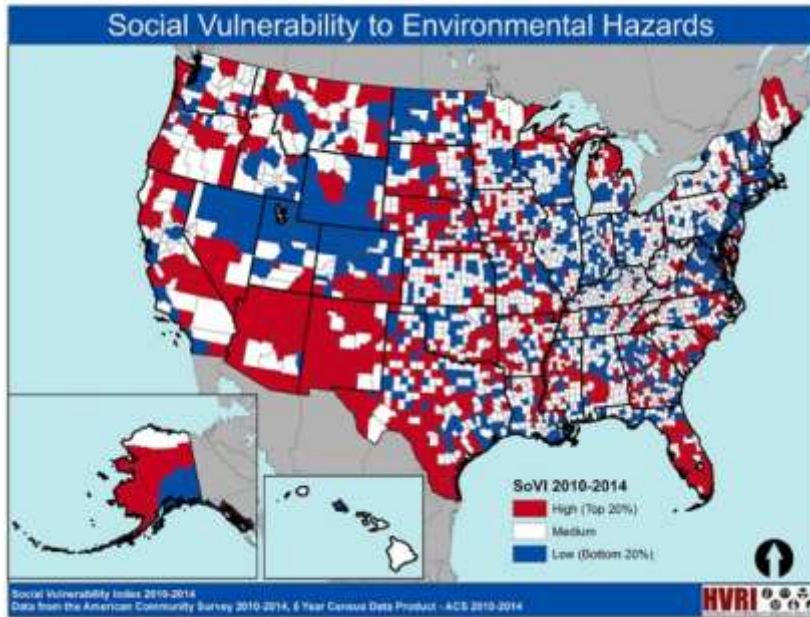 Social Vulnerability to Environmental Hazards
SoVI 2010-2014
High (Top 20%)
Medium
Low (Bottom 20%)
Social Vulnerability Index 2010-2014
Data from the American Community Survey 2010-2014, 5 Year Census Data Product - ACS 2010-2014
HVRI